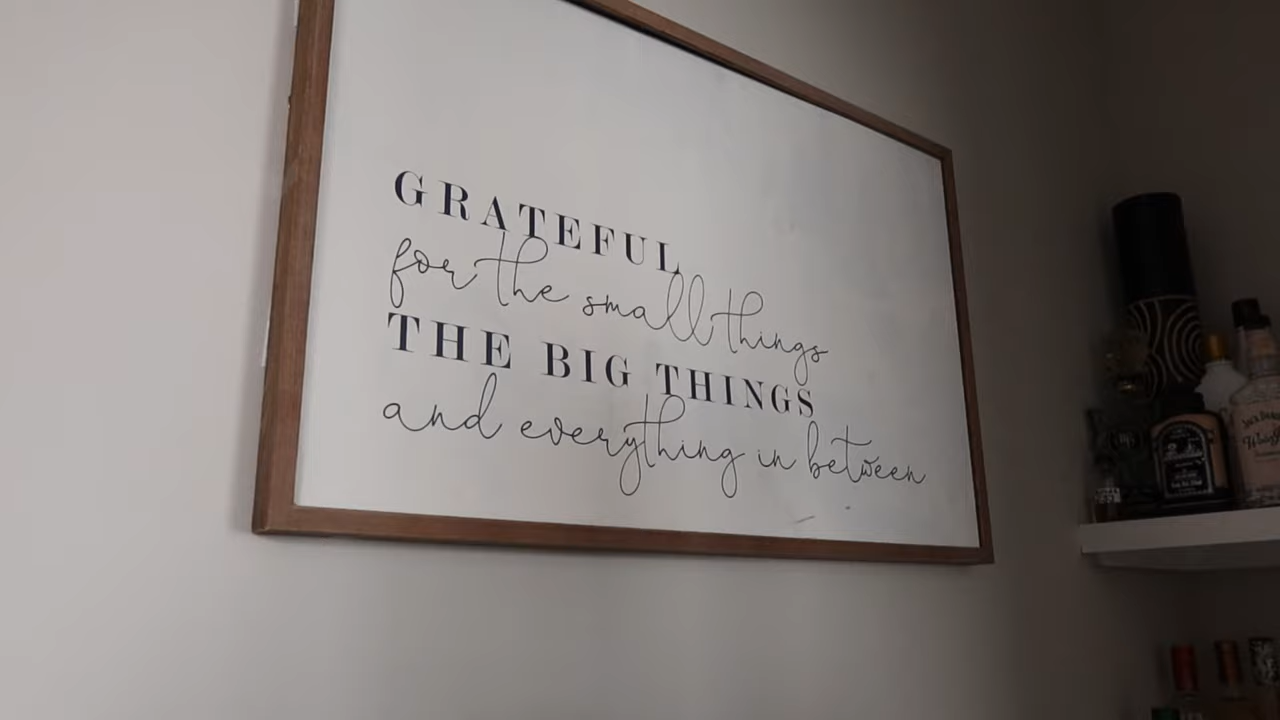 GRATEFUL
for the small things
THE BIG THINGS
and everything in between